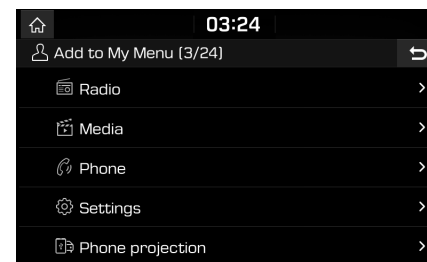 03:24
Add to My Menu (3/24)
Radio
Media
Phone
Settings
Phone projection